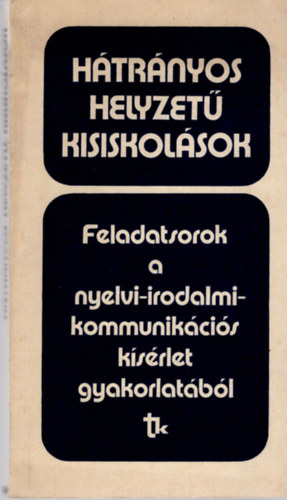 HÁTRÁNYOS
HELYZETŰ
KISISKOLÁSOK
Feladatsorok
a
nyelvi-irodalmi-
kommunikációs
kísérlet
gyakorlatából
tk